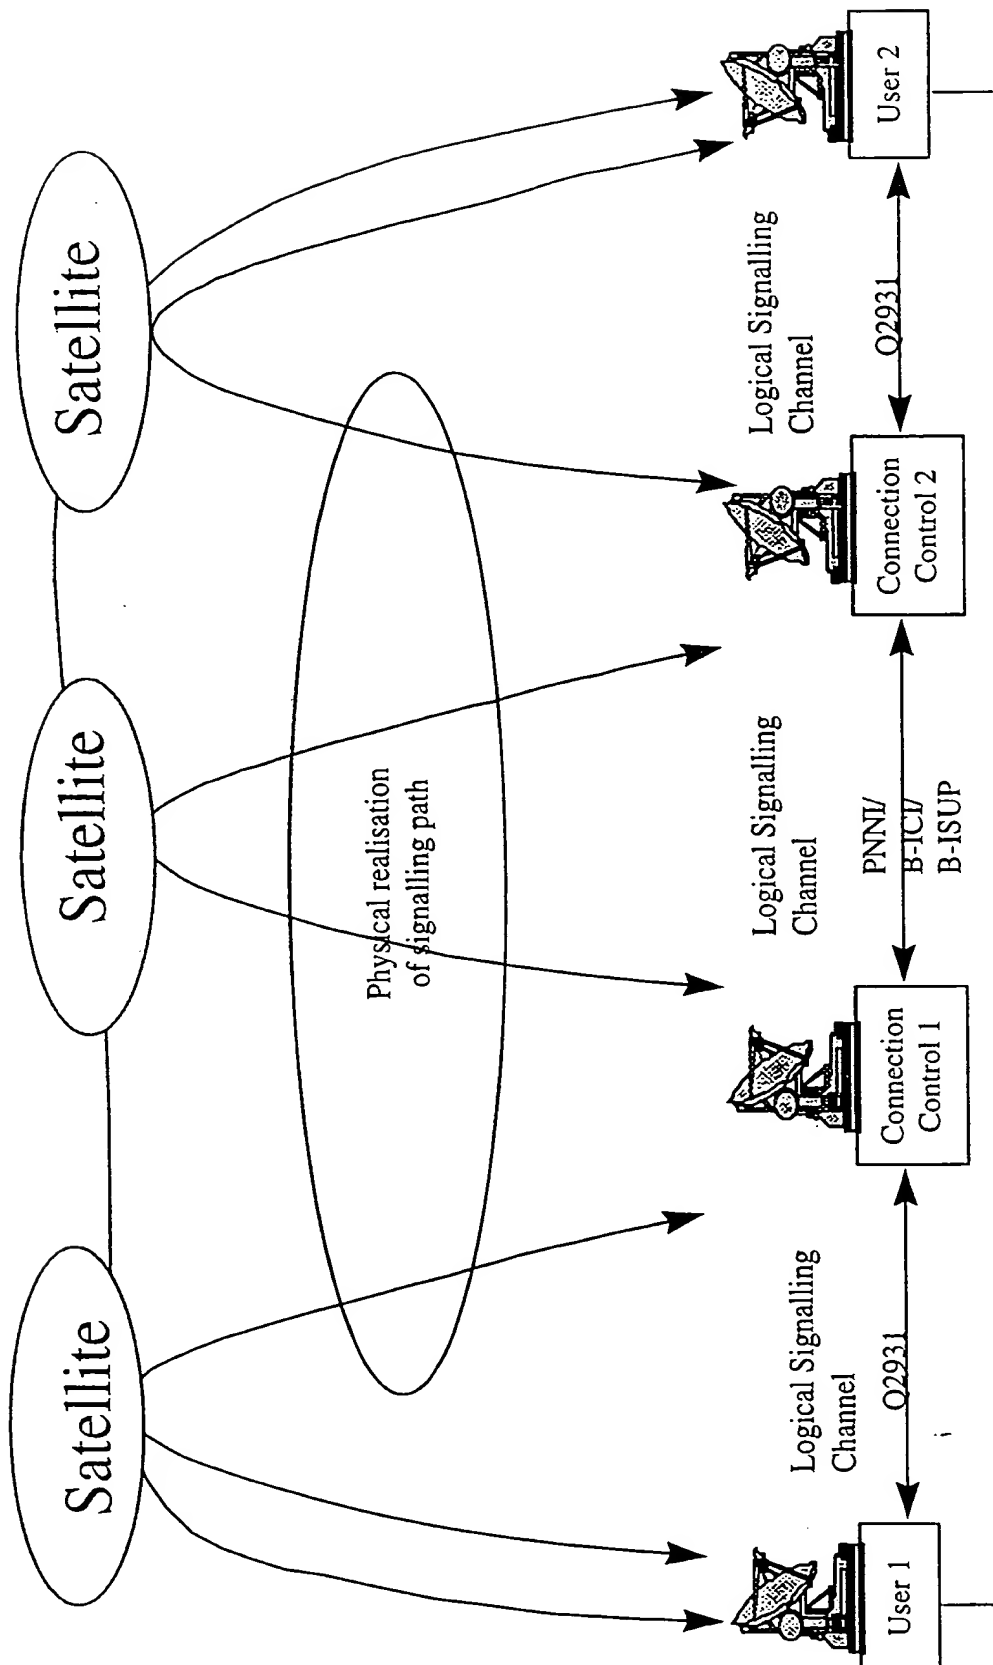 Satellite
Satellite
Satellite
Physical realisation
of signalling path
Logical Signalling
Channel
Logical Signalling
Channel
Logical Signalling
Channel
Q2931
PNNI/
B-ICI/
B-ISUP
Q2931
User 1
Connection
Control 1
Connection
Control 2
User 2